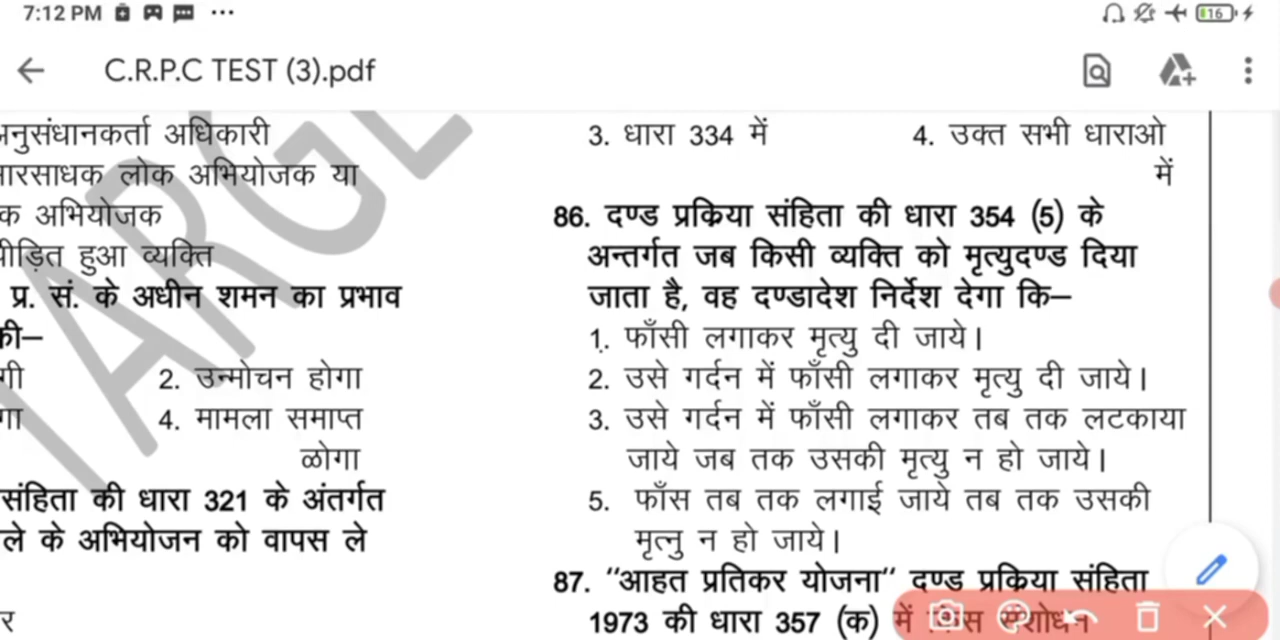 7:12 PM
16
C.R.P.C TEST (3).pdf
अनुसंधानकर्ता अधिकारी
भारसाधक लोक अभियोजक या
क अभियोजक
पीड़ित हुआ व्यक्ति
प्र. सं. के अधीन शमन का प्रभाव
की–
गी 2. उन्मोचन होगा
गा 4. मामला समाप्त
ळोगा
संहिता की धारा 321 के अंतर्गत
ले के अभियोजन को वापस ले
र
TARGE
3. धारा 334 में 4. उक्त सभी धाराओ
में
86. दण्ड प्रकिया संहिता की धारा 354 (5) के
अन्तर्गत जब किसी व्यक्ति को मृत्युदण्ड दिया
जाता है, वह दण्डादेश निर्देश देगा कि–
1. फाँसी लगाकर मृत्यु दी जाये।
2. उसे गर्दन में फाँसी लगाकर मृत्यु दी जाये।
3. उसे गर्दन में फाँसी लगाकर तब तक लटकाया
जाये जब तक उसकी मृत्यु न हो जाये।
5. फाँस तब तक लगाई जाये तब तक उसकी
मृत्नु न हो जाये।
87. “आहत प्रतिकर योजना” दण्ड प्रकिया संहिता
1973 की धारा 357 (क) में किस संशोधन